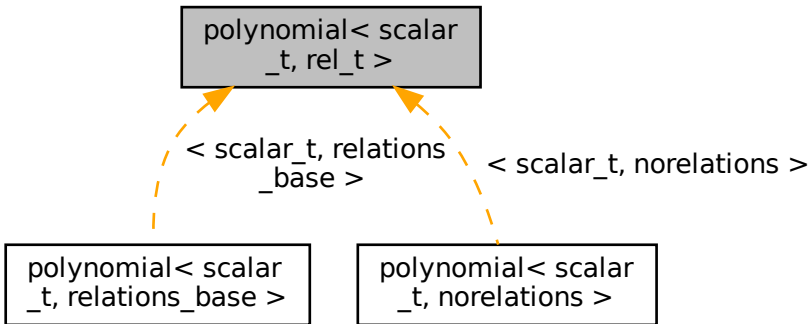 polynomial< scalar
_t, rel_t >
< scalar_t, relations
_base >
< scalar_t, norelations >
polynomial< scalar
_t, relations_base >
polynomial< scalar
_t, norelations >